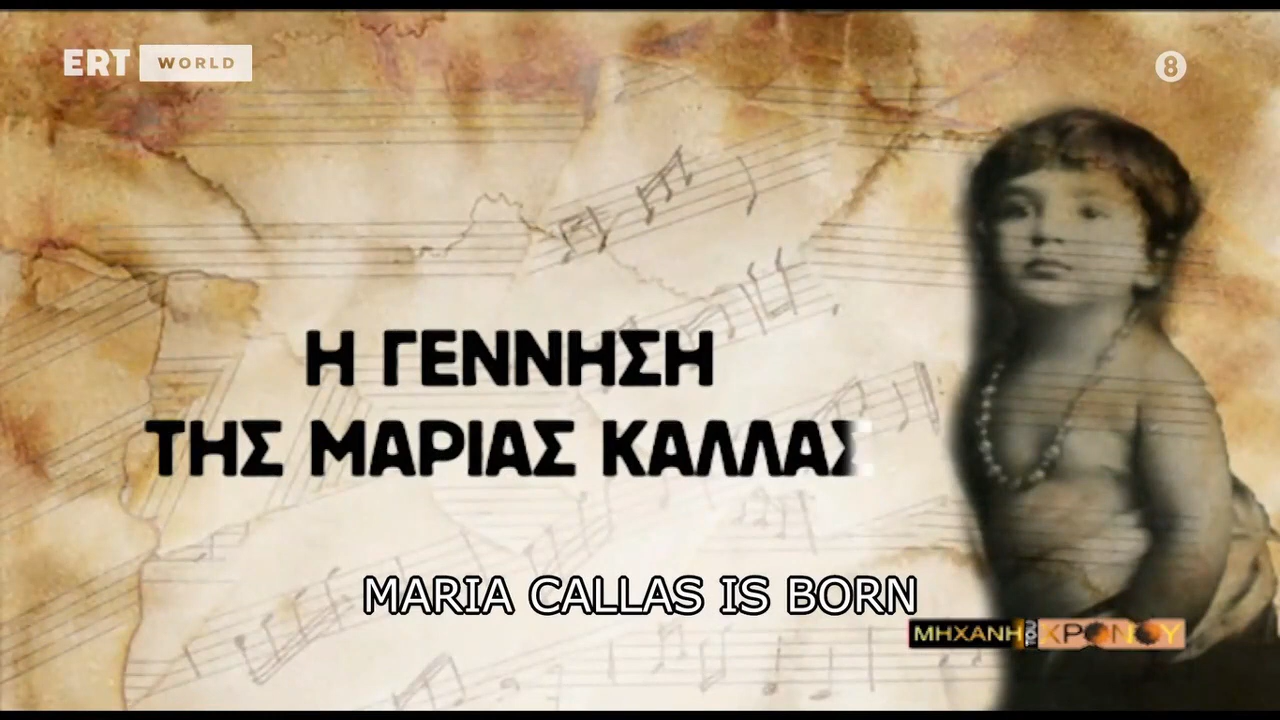 ERT WORLD
8
Η ΓΕΝΝΗΣΗ
ΤΗΣ ΜΑΡΙΑΣ ΚΑΛΛΑΣ
MARIA CALLAS IS BORN
ΜΗΧΑΝΗ ΤΟΥ ΧΡΟΝΟΥ